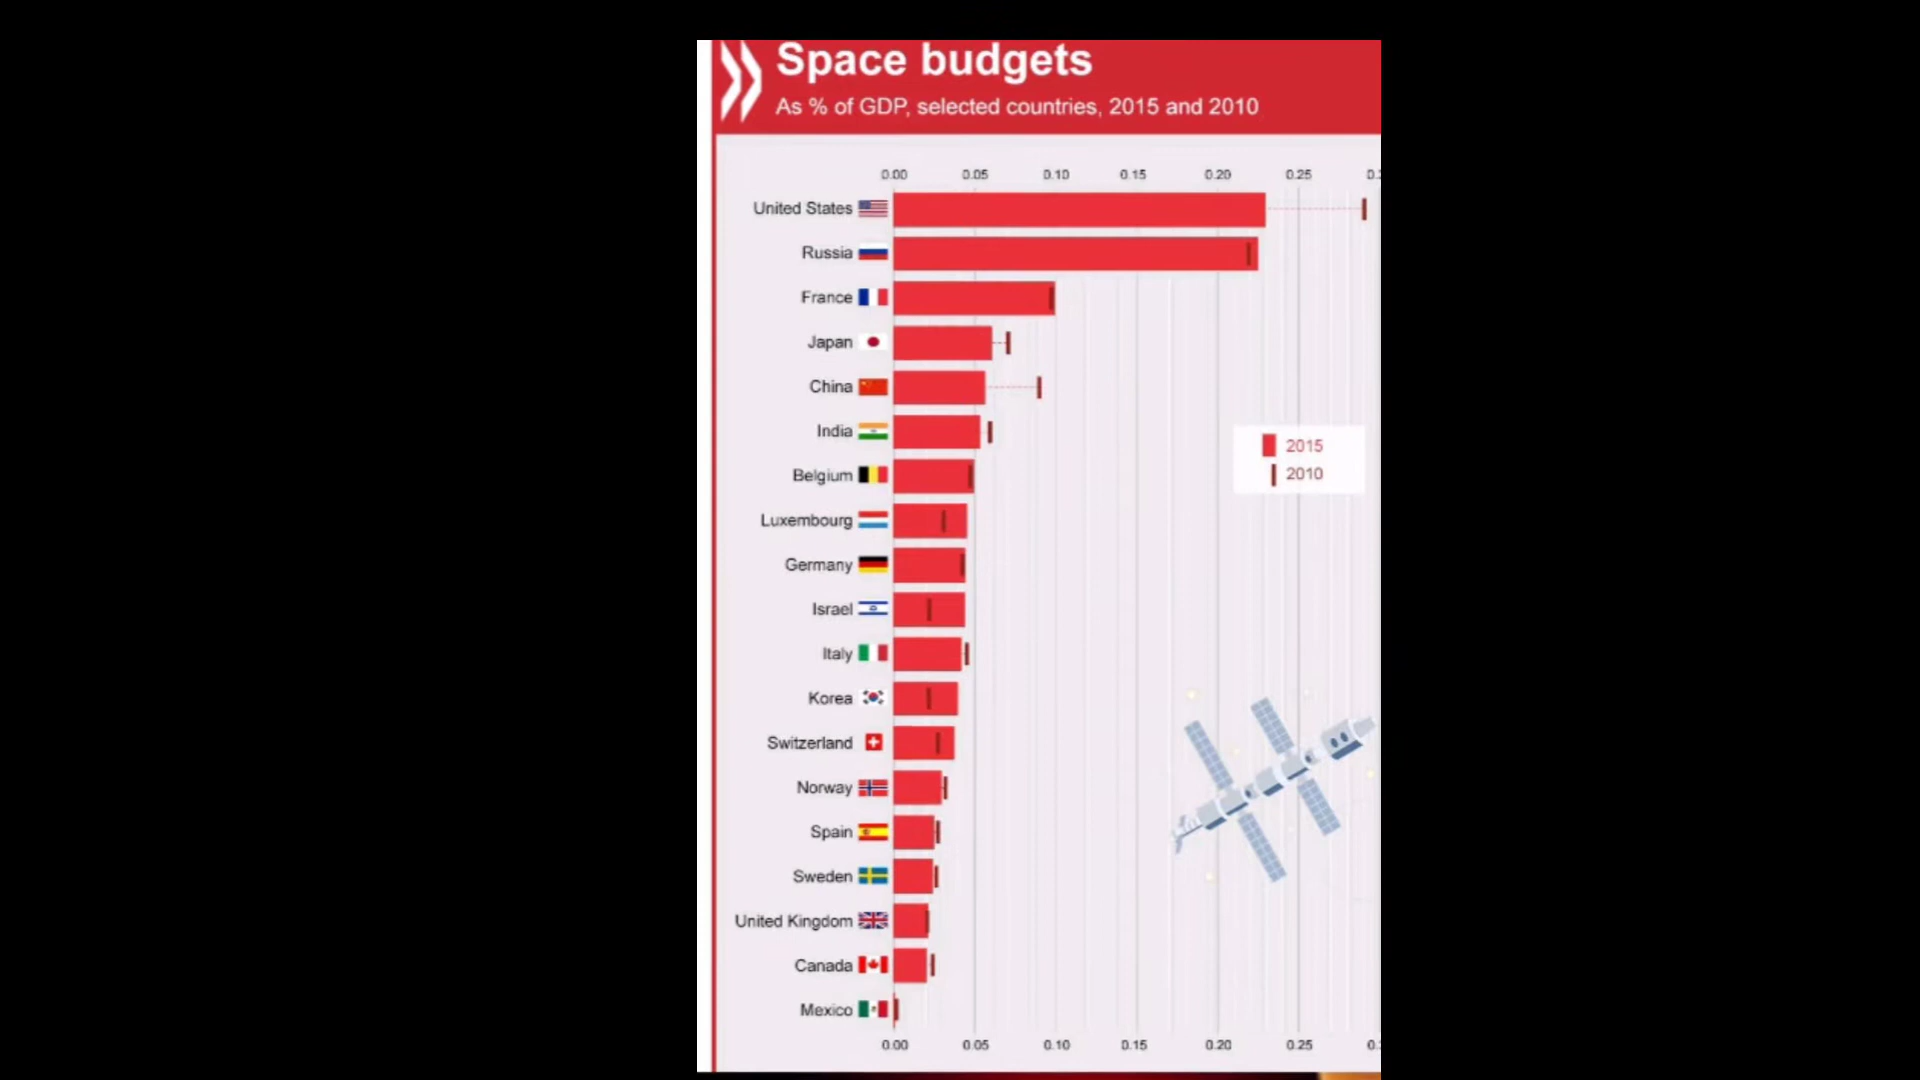 Space budgets
As % of GDP, selected countries, 2015 and 2010
0.00 0.05 0.10 0.15 0.20 0.25
United States
Russia
France
Japan
China
India
Belgium
Luxembourg
Germany
Israel
Italy
Korea
Switzerland
Norway
Spain
Sweden
United Kingdom
Canada
Mexico
2015
2010
0.00 0.05 0.10 0.15 0.20 0.25